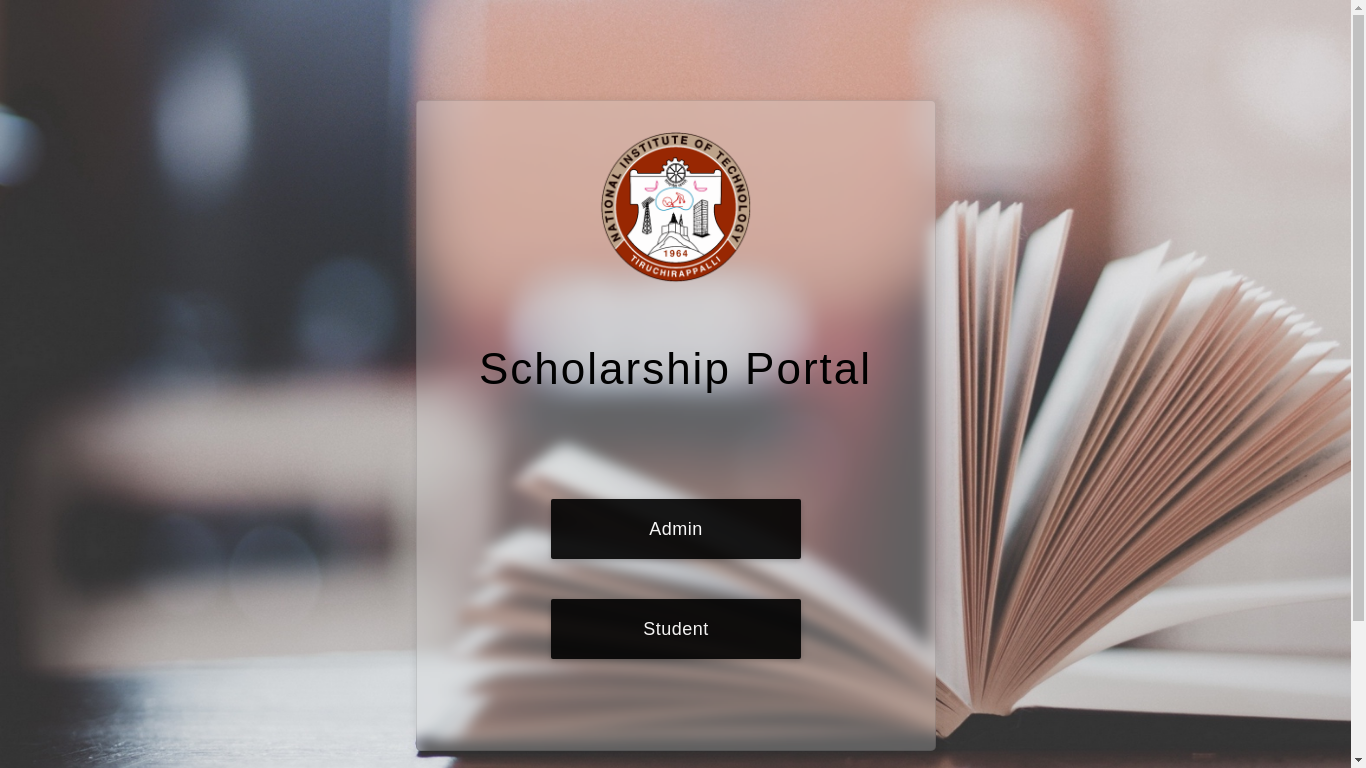 NATIONAL INSTITUTE OF TECHNOLOGY
1964
TIRUCHIRAPPALLI
Scholarship Portal
Admin
Student